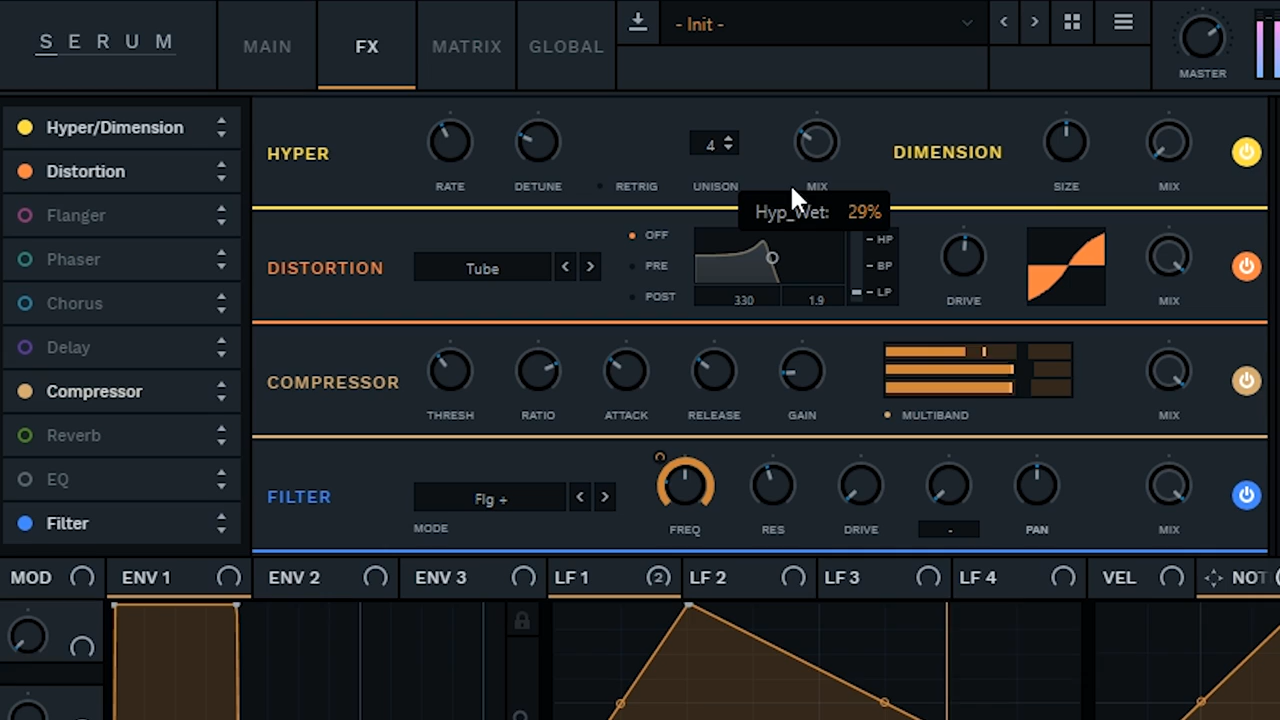 SERUM
MAIN
FX
MATRIX
GLOBAL
- Init -
MASTER
Hyper/Dimension
Distortion
Flanger
Phaser
Chorus
Delay
Compressor
Reverb
EQ
Filter
HYPER
RATE
DETUNE
RETRIG
4
UNISON
MIX
DIMENSION
SIZE
MIX
Hyp_Wet: 29%
DISTORTION
Tube
OFF
PRE
POST
330
1.9
HP
BP
LP
DRIVE
MIX
COMPRESSOR
THRESH
RATIO
ATTACK
RELEASE
GAIN
MULTIBAND
MIX
FILTER
Flg +
MODE
FREQ
RES
DRIVE
-
PAN
MIX
MOD
ENV 1
ENV 2
ENV 3
LF 1
2
LF 2
LF 3
LF 4
VEL
NOT